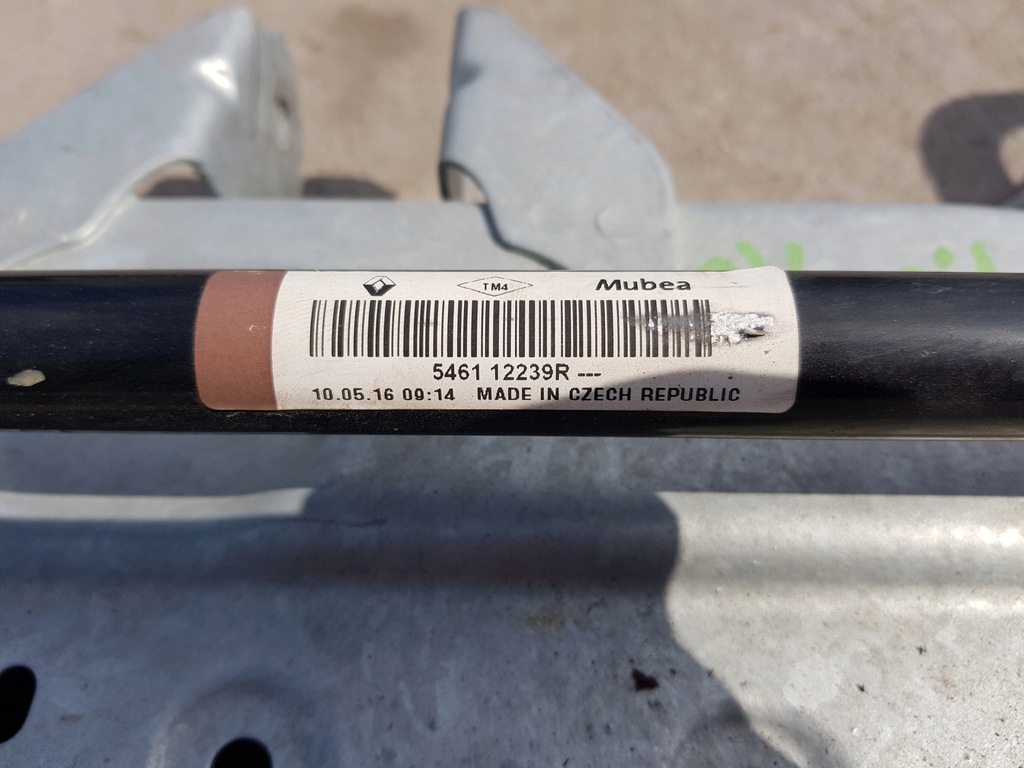 TM4 Mubea
5461 12239R ---
10.05.16 09:14 MADE IN CZECH REPUBLIC